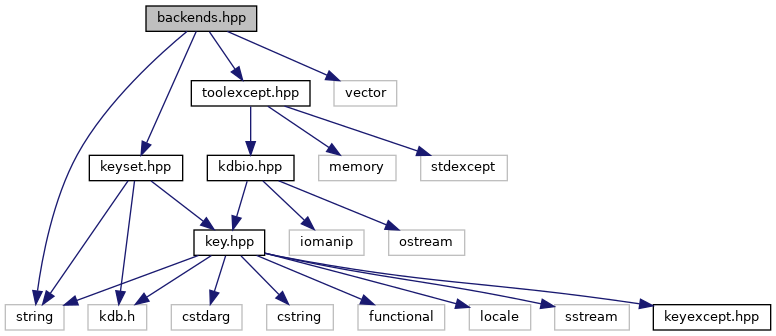 backends.hpp
toolexcept.hpp
vector
keyset.hpp
kdbio.hpp
memory
stdexcept
key.hpp
iomanip
ostream
string
kdb.h
cstdarg
cstring
functional
locale
sstream
keyexcept.hpp